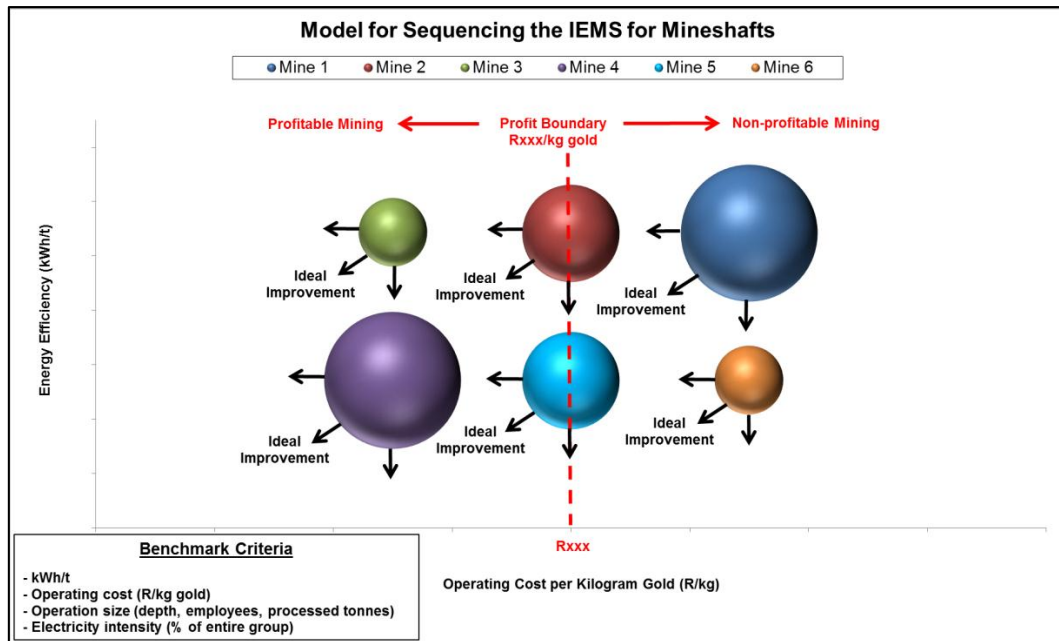 Model for Sequencing the IEMS for Mineshafts
Mine 1 Mine 2 Mine 3 Mine 4 Mine 5 Mine 6
Profitable Mining
Profit Boundary
Rxxx/kg gold
Non-profitable Mining
Energy Efficiency (kWh/t)
Ideal
Improvement
Ideal
Improvement
Ideal
Improvement
Ideal
Improvement
Ideal
Improvement
Ideal
Improvement
Rxxx
Operating Cost per Kilogram Gold (R/kg)
Benchmark Criteria
- kWh/t
- Operating cost (R/kg gold)
- Operation size (depth, employees, processed tonnes)
- Electricity intensity (% of entire group)